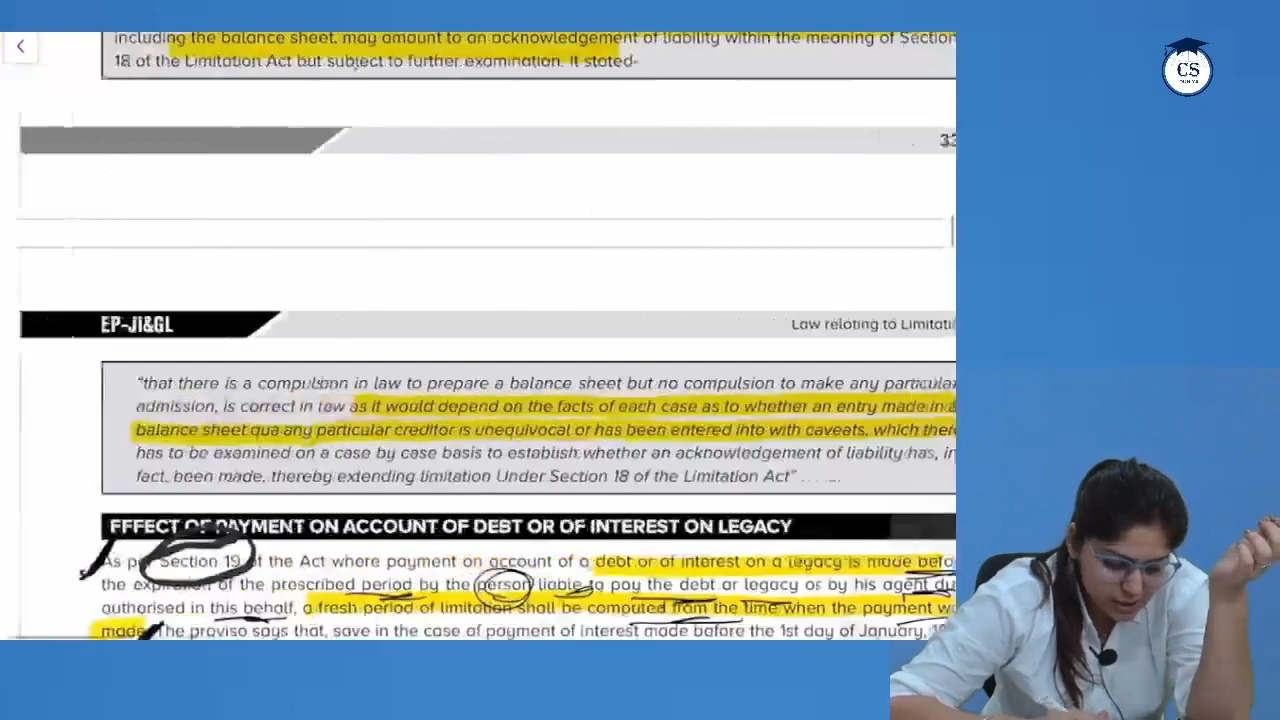 including the balance sheet, may amount to an acknowledgement of liability within the meaning of Section
18 of the Limitation Act but subject to further examination. It stated-
EP-JI&GL
Law relating to Limitati
"that there is a compulsion in law to prepare a balance sheet but no compulsion to make any particular
admission, is correct in law as it would depend on the facts of each case as to whether an entry made in
balance sheet qua any particular creditor is unequivocal or has been entered into with caveats, which
has to be examined on a case by case basis to establish whether an acknowledgement of liability has, in
fact, been made, thereby extending limitation Under Section 18 of the Limitation Act" ......
EFFECT OF PAYMENT ON ACCOUNT OF DEBT OR OF INTEREST ON LEGACY
As per Section 19 of the Act where payment on account of a debt or of interest on a legacy is made
the expiration of the prescribed period by the person liable to pay the debt or legacy or by his agent
authorised in this behalf, a fresh period of limitation shall be computed from the time when the payment
made. The proviso says that, save in the case of payment of interest made before the 1st day of January,
CS